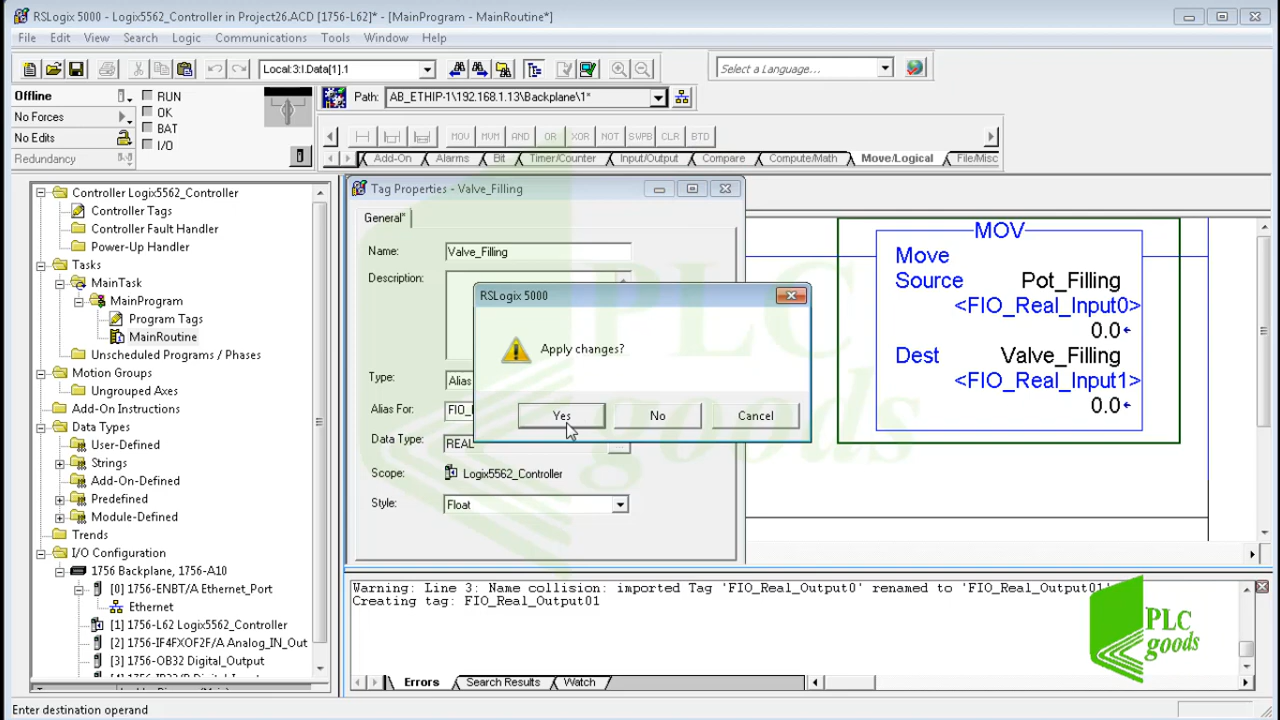 RSLogix 5000 - Logix5562_Controller in Project26.ACD [1756-L62]* - [MainProgram - MainRoutine*]
File Edit View Search Logic Communications Tools Window Help
Local:3:I.Data[1].1
Select a Language...
Offline
RUN
No Forces
OK
No Edits
BAT
Redundancy
I/O
Path: AB_ETHIP-1\192.168.1.13\Backplane\1*
MOV MVM AND OR XOR NOT SWPB CLR BTD
Add-On Alarms Bit Timer/Counter Input/Output Compare Compute/Math Move/Logical File/Misc
Controller Logix5562_Controller
Controller Tags
Controller Fault Handler
Power-Up Handler
Tasks
MainTask
MainProgram
Program Tags
MainRoutine
Unscheduled Programs / Phases
Motion Groups
Ungrouped Axes
Add-On Instructions
Data Types
User-Defined
Strings
Add-On-Defined
Predefined
Module-Defined
Trends
I/O Configuration
1756 Backplane, 1756-A10
[0] 1756-ENBT/A Ethernet_Port
Ethernet
[1] 1756-L62 Logix5562_Controller
[2] 1756-IF4FXOF2F/A Analog_IN_Out
[3] 1756-OB32 Digital_Output
Tag Properties - Valve_Filling
General*
Name: Valve_Filling
Description:
Type: Alias
Alias For:
Data Type: REAL
Scope: Logix5562_Controller
Style: Float
RSLogix 5000
Apply changes?
Yes No Cancel
MOV
Move
Source Pot_Filling
<FIO_Real_Input0>
0.0
Dest Valve_Filling
<FIO_Real_Input1>
0.0
Warning: Line 3: Name collision: imported Tag 'FIO_Real_Output0' renamed to 'FIO_Real_Output01'
Creating tag: FIO_Real_Output01
Errors Search Results Watch
Enter destination operand
PLC
goods
PLC
goods